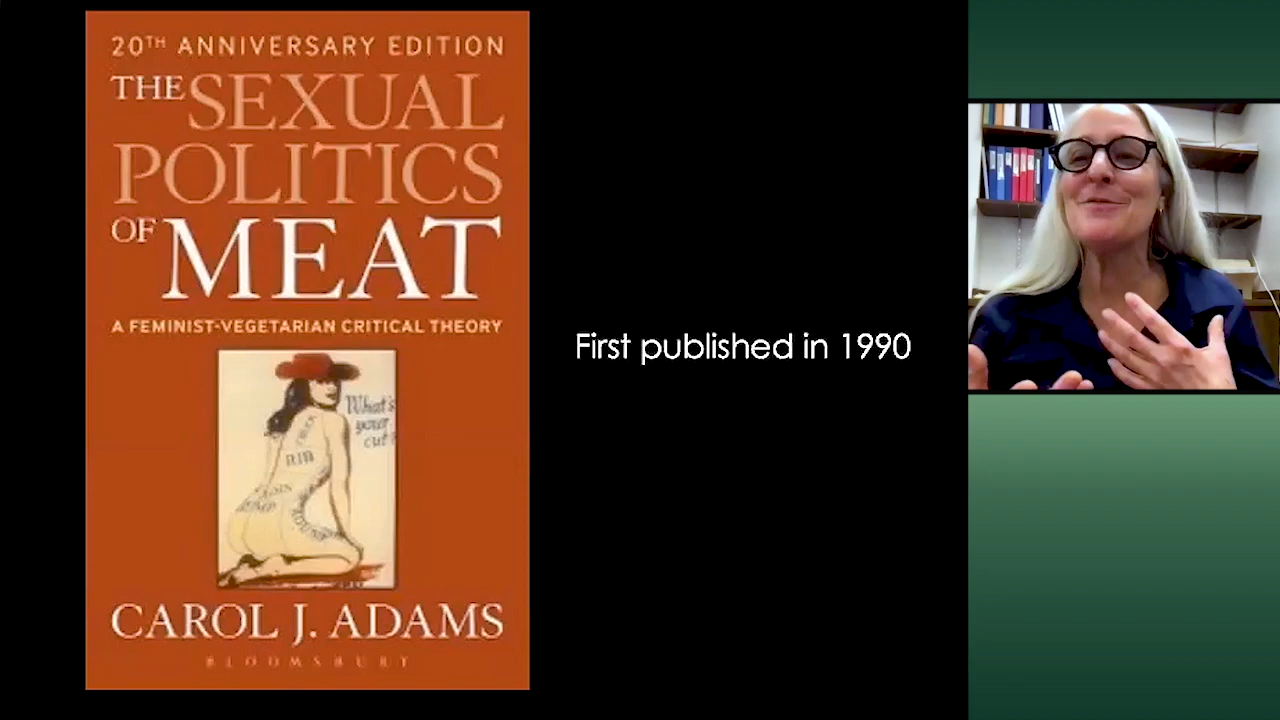 20TH ANNIVERSARY EDITION
THE SEXUAL
POLITICS
OF MEAT
A FEMINIST-VEGETARIAN CRITICAL THEORY
What's
your
cut?
RIB
CAROL J. ADAMS
BLOOMSBURY
First published in 1990